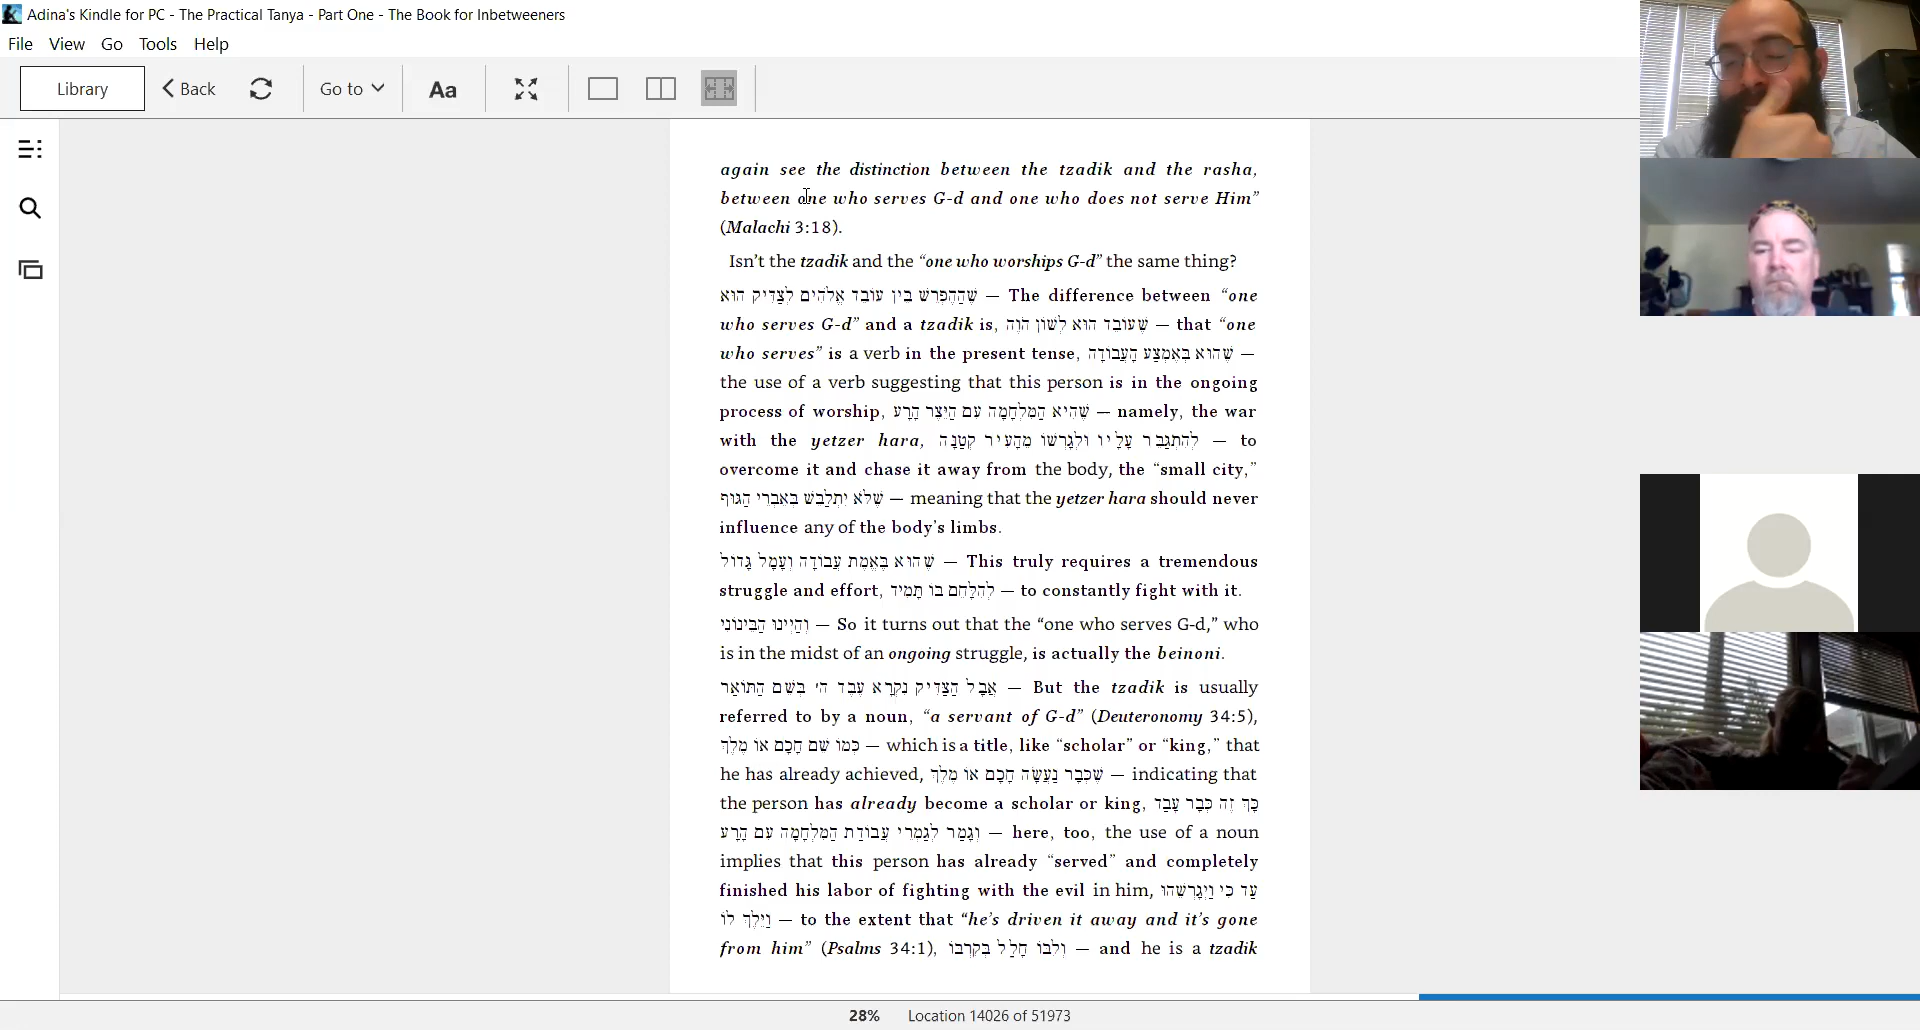 Adina's Kindle for PC - The Practical Tanya - Part One - The Book for Inbetweeners
File View Go Tools Help
Library Back Go to Aa
again see the distinction between the tzadik and the rasha,
between one who serves G-d and one who does not serve Him”
(Malachi 3:18).
Isn’t the tzadik and the “one who worships G-d” the same thing?
שֶׁהַהֶפְרֵשׁ בֵּין עוֹבֵד אֱלֹהִים לְצַדִּיק הוּא — The difference between “one
who serves G-d” and a tzadik is, שֶׁעוֹבֵד הוּא לְשׁוֹן הֹוֶה — that “one
who serves” is a verb in the present tense, שֶׁהוּא בְּאֶמְצַע הָעֲבוֹדָה —
the use of a verb suggesting that this person is in the ongoing
process of worship, שֶׁהִיא הַמִּלְחָמָה עִם הַיֵּצֶר הָרָע — namely, the war
with the yetzer hara, לְהִתְגַּבֵּר עָלָיו וּלְגָרְשׁוֹ מֵהָעִיר קְטַנָּה — to
overcome it and chase it away from the body, the “small city,”
שֶׁלֹּא יִתְלַבֵּשׁ בְּאֵבְרֵי הַגּוּף — meaning that the yetzer hara should never
influence any of the body’s limbs.
שֶׁהוּא בֶּאֱמֶת עֲבוֹדָה וְעָמָל גָּדוֹל — This truly requires a tremendous
struggle and effort, לְהִלָּחֵם בּוֹ תָּמִיד — to constantly fight with it.
וְהַיְינוּ הַבֵּינוֹנִי — So it turns out that the “one who serves G-d,” who
is in the midst of an ongoing struggle, is actually the beinoni.
אֲבָל הַצַּדִּיק נִקְרָא עֶבֶד ה׳ בְּשֵׁם הַתּוֹאַר — But the tzadik is usually
referred to by a noun, “a servant of G-d” (Deuteronomy 34:5),
כְּמוֹ שֵׁם חָכָם אוֹ מֶלֶךְ — which is a title, like “scholar” or “king,” that
he has already achieved, שֶׁכְּבָר נַעֲשָׂה חָכָם אוֹ מֶלֶךְ — indicating that
the person has already become a scholar or king, כָּךְ זֶה כְּבָר עָבַד
וְגָמַר לְגַמְרֵי עֲבוֹדַת הַמִּלְחָמָה עִם הָרָע — here, too, the use of a noun
implies that this person has already “served” and completely
finished his labor of fighting with the evil in him, עַד כִּי וַיְגָרְשֵׁהוּ
וַיֵּלֶךְ לוֹ — to the extent that “he’s driven it away and it’s gone
from him” (Psalms 34:1), וְלִבּוֹ חָלַל בְּקִרְבּוֹ — and he is a tzadik
28% Location 14026 of 51973